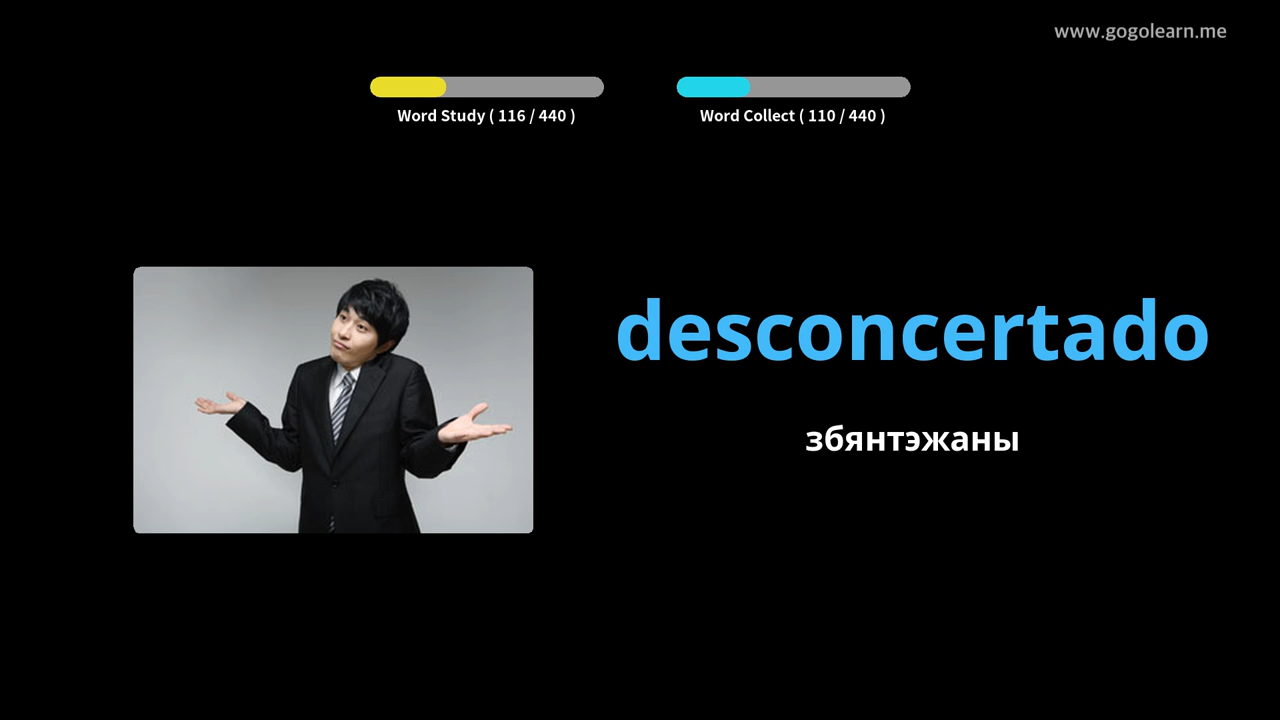 www.gogolearn.me
Word Study ( 116 / 440 )
Word Collect ( 110 / 440 )
desconcertado
збянтэжаны